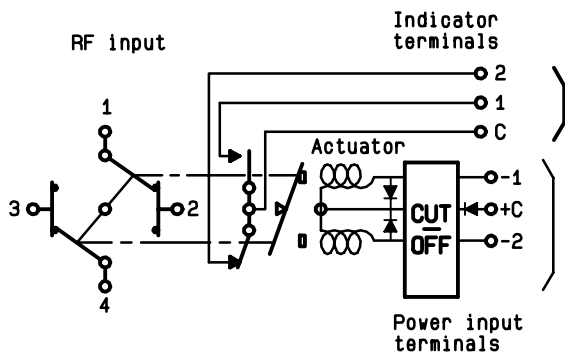 RF input
Indicator
terminals
2
1
C
1
Actuator
3
2
4
CUT
OFF
-1
+C
-2
Power input
terminals